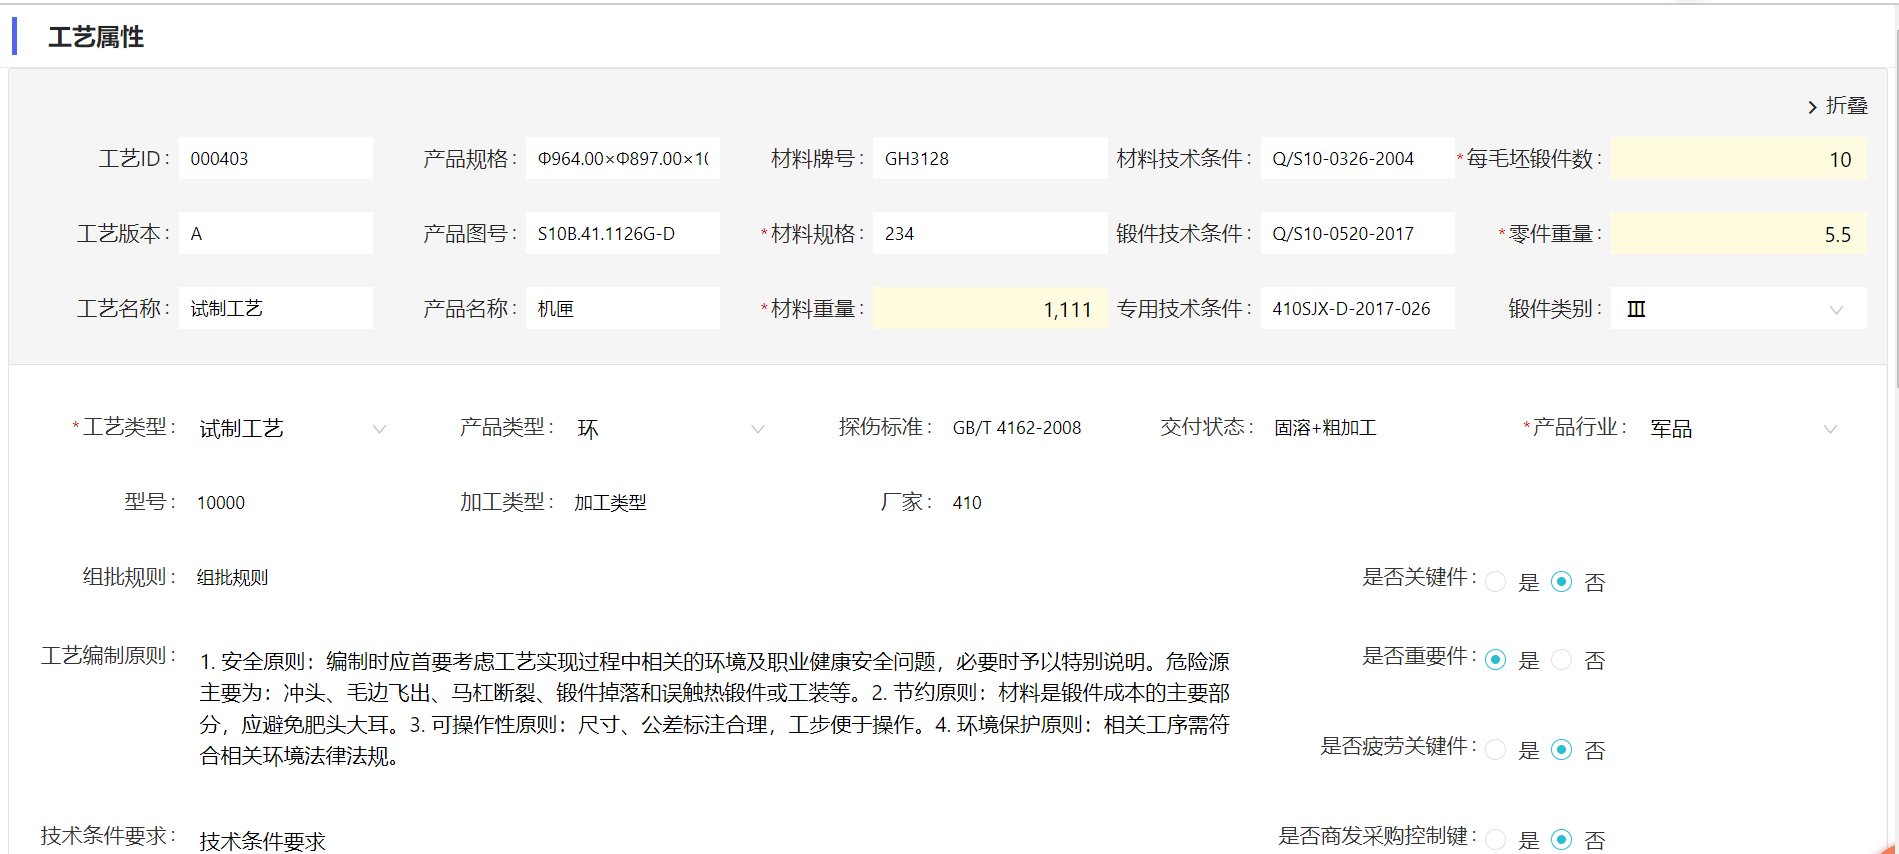 工艺属性
折叠
工艺ID: 000403 产品规格: Φ964.00×Φ897.00×1 材料牌号: GH3128 材料技术条件: Q/S10-0326-2004 *每毛坯锻件数: 10
工艺版本: A 产品图号: S10B.41.1126G-D *材料规格: 234 锻件技术条件: Q/S10-0520-2017 *零件重量: 5.5
工艺名称: 试制工艺 产品名称: 机匣 *材料重量: 1,111 专用技术条件: 410SJX-D-2017-026 锻件类别: Ⅲ
*工艺类型: 试制工艺 产品类型: 环 探伤标准: GB/T 4162-2008 交付状态: 固溶+粗加工 *产品行业: 军品
型号: 10000 加工类型: 加工类型 厂家: 410
组批规则: 组批规则 是否关键件: 是 否
工艺编制原则: 1. 安全原则：编制时应首要考虑工艺实现过程中相关的环境及职业健康安全问题，必要时予以特别说明。危险源
主要为：冲头、毛边飞出、马杠断裂、锻件掉落和误触热锻件或工装等。2. 节约原则：材料是锻件成本的主要部
分，应避免肥头大耳。3. 可操作性原则：尺寸、公差标注合理，工步便于操作。4. 环境保护原则：相关工序需符
合相关环境法律法规。
是否重要件: 是 否
是否疲劳关键件: 是 否
技术条件要求: 技术条件要求 是否商发采购控制键: 是 否